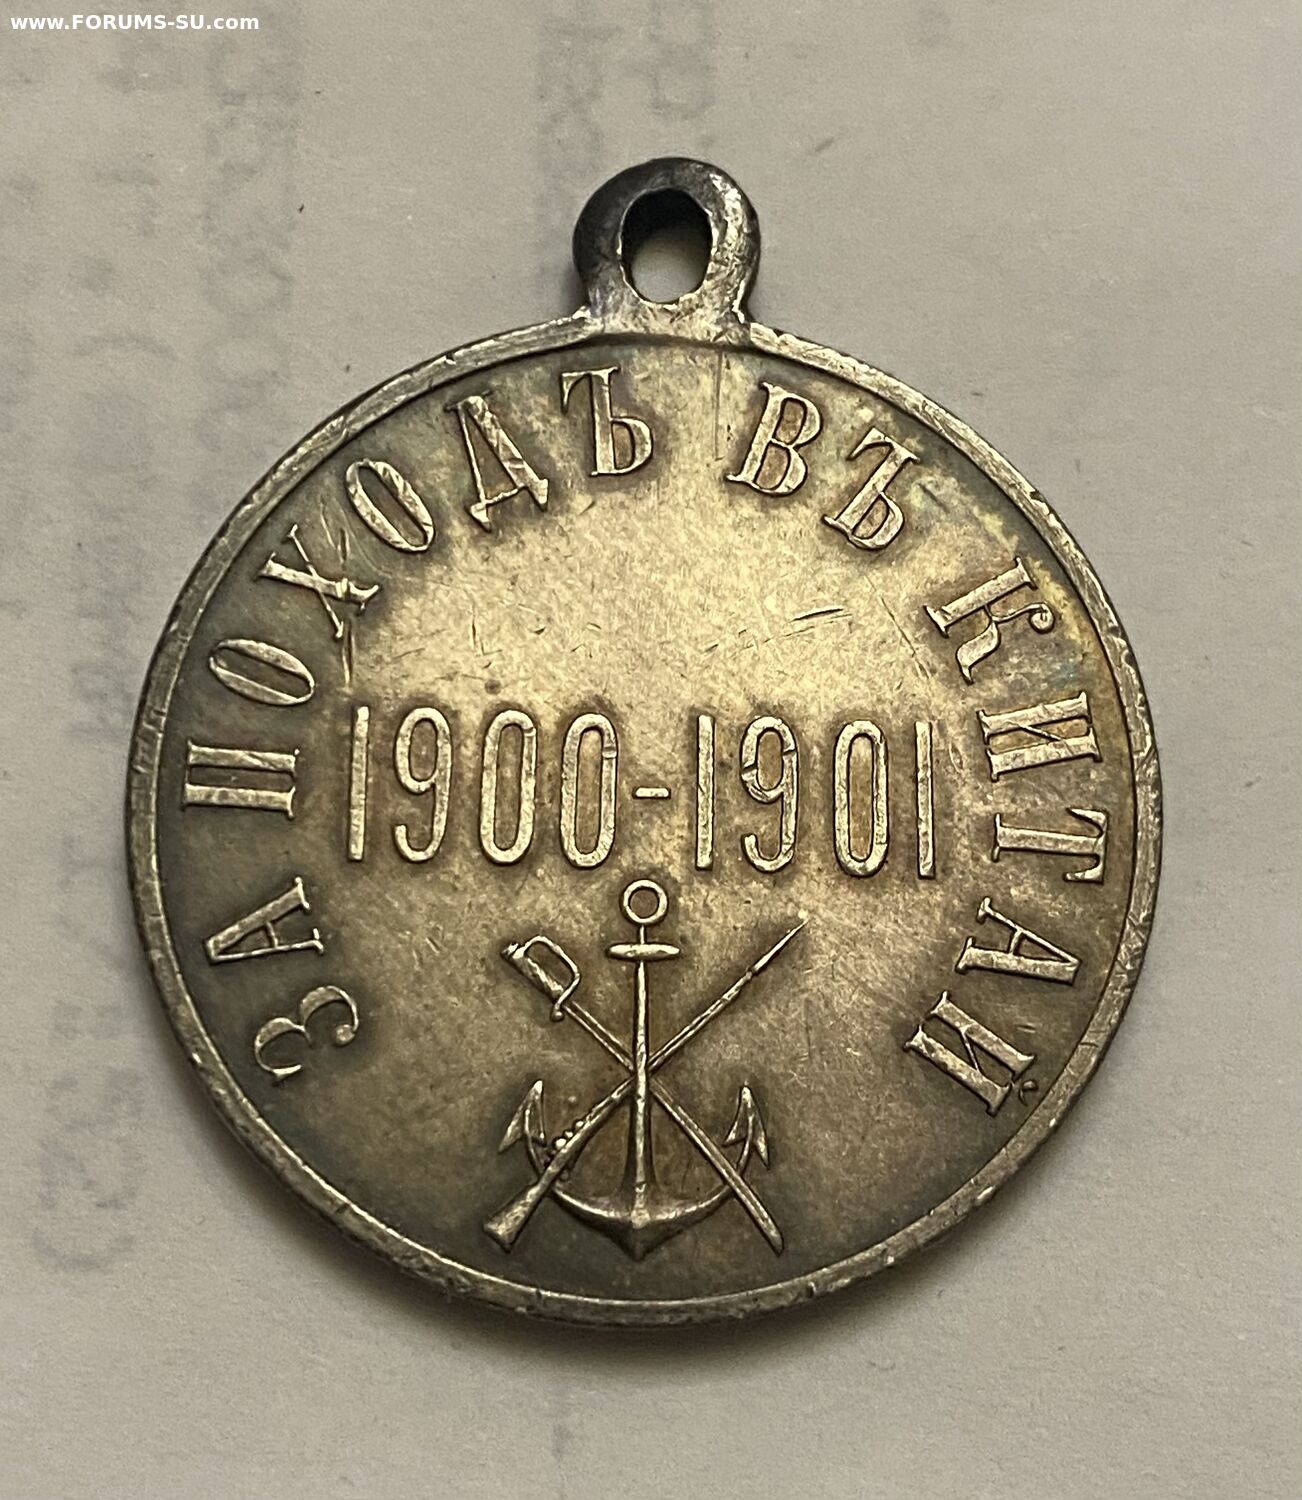 www.FORUMS-SU.com
ЗА ПОХОДЪ ВЪ КИТАЙ
1900-1901